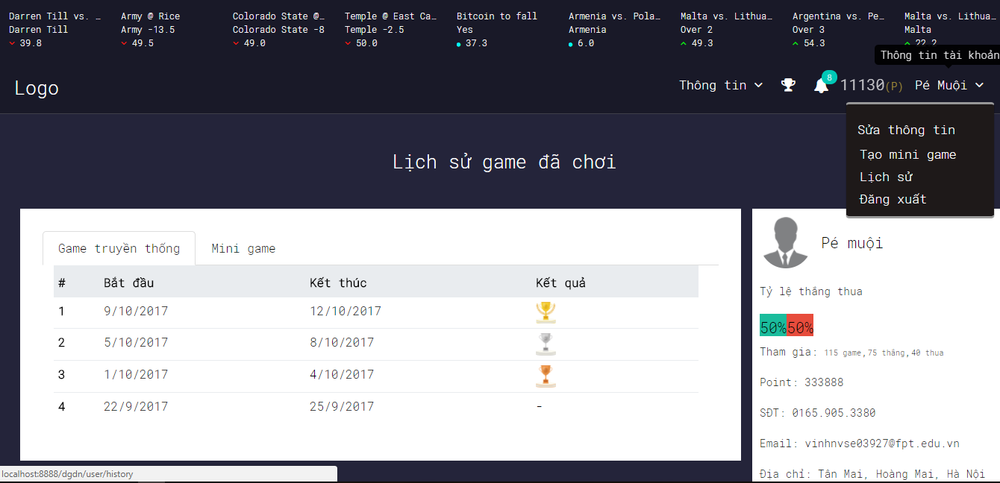 Darren Till vs. … Army @ Rice Colorado State @… Temple @ East Ca… Bitcoin to fall Armenia vs. Pola… Malta vs. Lithua… Argentina vs. Pe… Malta vs. Lithua…
Darren Till Army -13.5 Colorado State -8 Temple -2.5 Yes Armenia Over 2 Over 3 Malta
39.8 49.5 49.0 50.0 37.3 6.0 49.3 54.3 22.2
Thông tin tài khoản
Logo Thông tin 8 11130(P) Pé Muội
Sửa thông tin
Tạo mini game
Lịch sử
Đăng xuất
Lịch sử game đã chơi
Game truyền thống Mini game
# Bắt đầu Kết thúc Kết quả
1 9/10/2017 12/10/2017
2 5/10/2017 8/10/2017
3 1/10/2017 4/10/2017
4 22/9/2017 25/9/2017 -
Pé muội
Tỷ lệ thắng thua
50%50%
Tham gia: 115 game,75 thắng,40 thua
Point: 333888
SĐT: 0165.905.3380
Email: vinhnvse03927@fpt.edu.vn
Địa chỉ: Tân Mai, Hoàng Mai, Hà Nội
localhost:8888/dgdn/user/history